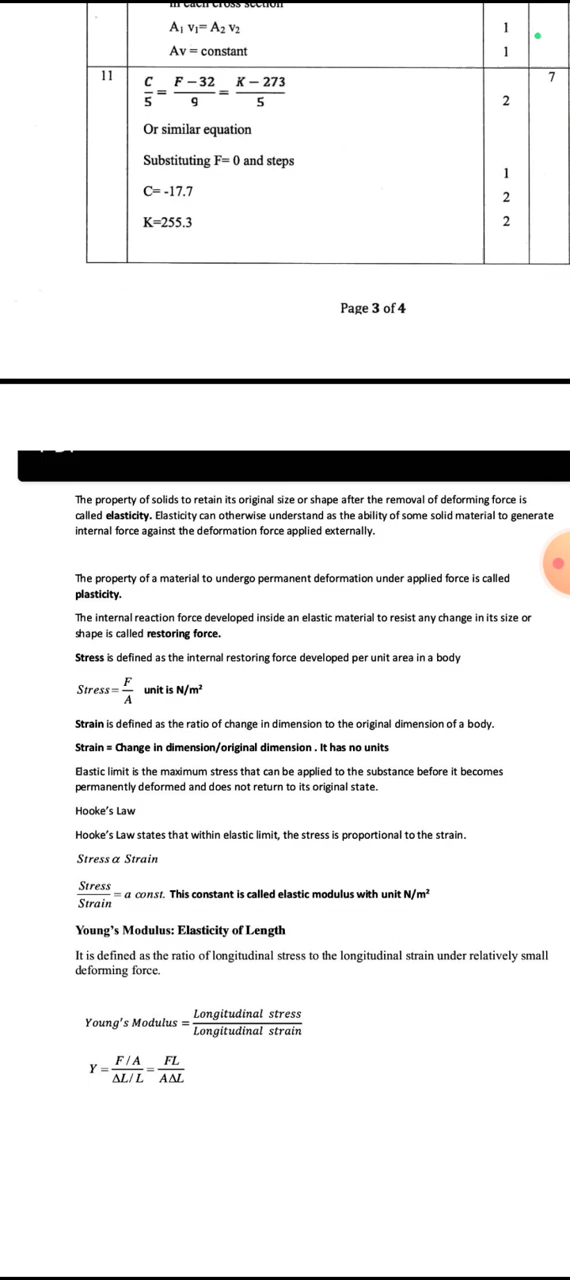 in each cross section
A₁ v₁= A₂ v₂ 1
Av = constant 1
11 C/5 = F – 32/9 = K – 273/5 2 7
Or similar equation
Substituting F= 0 and steps 1
C= -17.7 2
K=255.3 2
Page 3 of 4
The property of solids to retain its original size or shape after the removal of deforming force is
called elasticity. Elasticity can otherwise understand as the ability of some solid material to generate
internal force against the deformation force applied externally.
The property of a material to undergo permanent deformation under applied force is called
plasticity.
The internal reaction force developed inside an elastic material to resist any change in its size or
shape is called restoring force.
Stress is defined as the internal restoring force developed per unit area in a body
Stress = F/A unit is N/m²
Strain is defined as the ratio of change in dimension to the original dimension of a body.
Strain = Change in dimension/original dimension . It has no units
Elastic limit is the maximum stress that can be applied to the substance before it becomes
permanently deformed and does not return to its original state.
Hooke's Law
Hooke's Law states that within elastic limit, the stress is proportional to the strain.
Stress α Strain
Stress/Strain = a const. This constant is called elastic modulus with unit N/m²
Young's Modulus: Elasticity of Length
It is defined as the ratio of longitudinal stress to the longitudinal strain under relatively small
deforming force.
Young's Modulus = Longitudinal stress/Longitudinal strain
Y = F / A/ΔL/ L = FL/AΔL